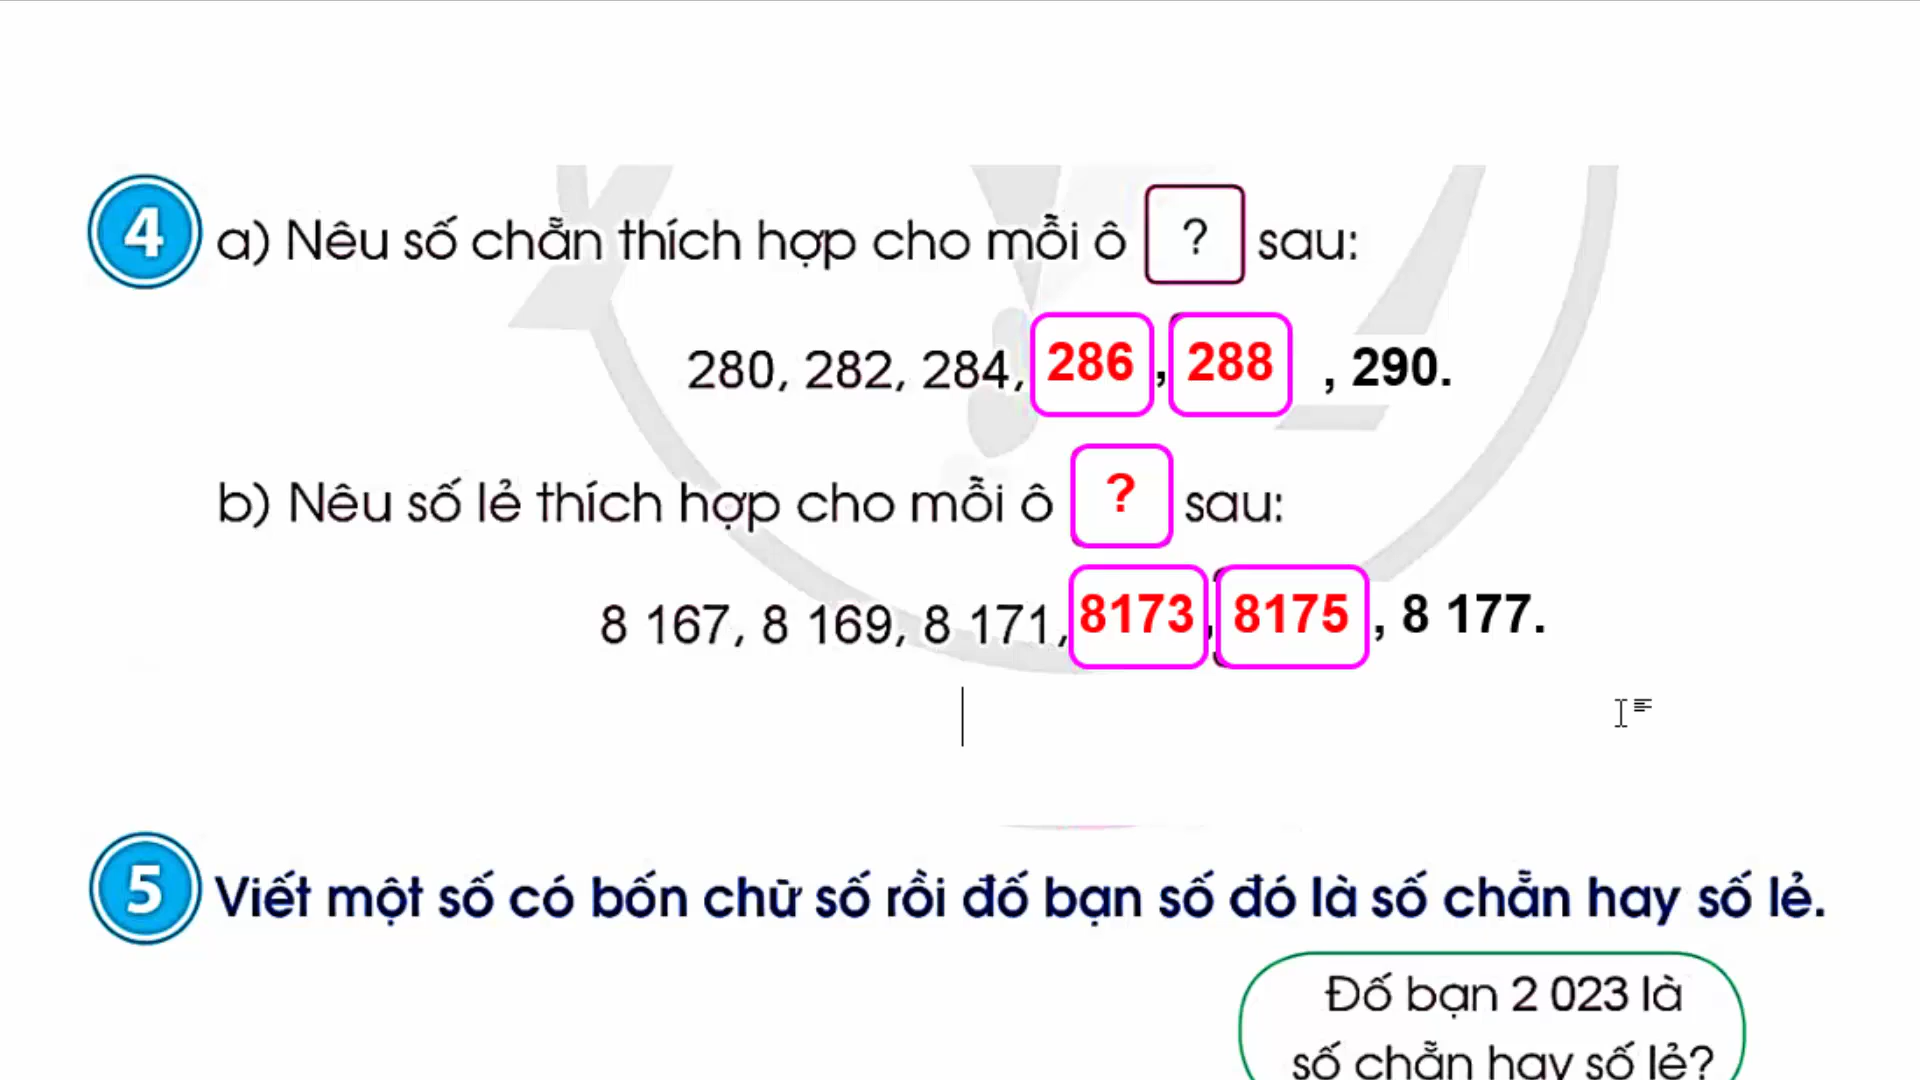 4 a) Nêu số chẵn thích hợp cho mỗi ô ? sau:
280, 282, 284, 286, 288 , 290.
b) Nêu số lẻ thích hợp cho mỗi ô ? sau:
8 167, 8 169, 8 171, 8173, 8175, 8 177.
5 Viết một số có bốn chữ số rồi đố bạn số đó là số chẵn hay số lẻ.
Đố bạn 2 023 là
số chẵn hay số lẻ?